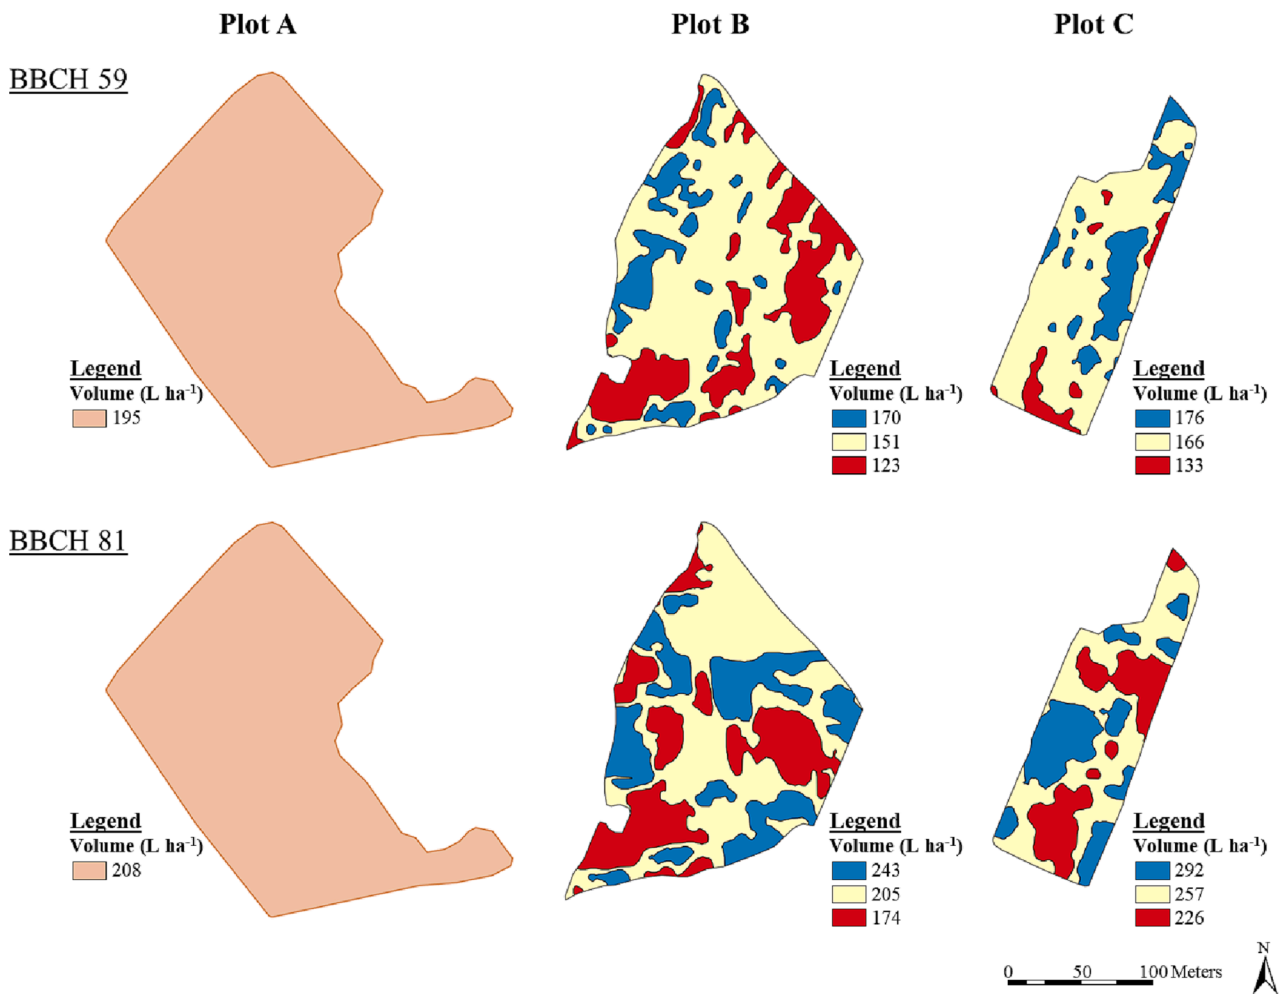 Plot A
Plot B
Plot C
BBCH 59
Legend
Volume (L ha⁻¹)
195
Legend
Volume (L ha⁻¹)
170
151
123
Legend
Volume (L ha⁻¹)
176
166
133
BBCH 81
Legend
Volume (L ha⁻¹)
208
Legend
Volume (L ha⁻¹)
243
205
174
Legend
Volume (L ha⁻¹)
292
257
226
0 50 100 Meters
N